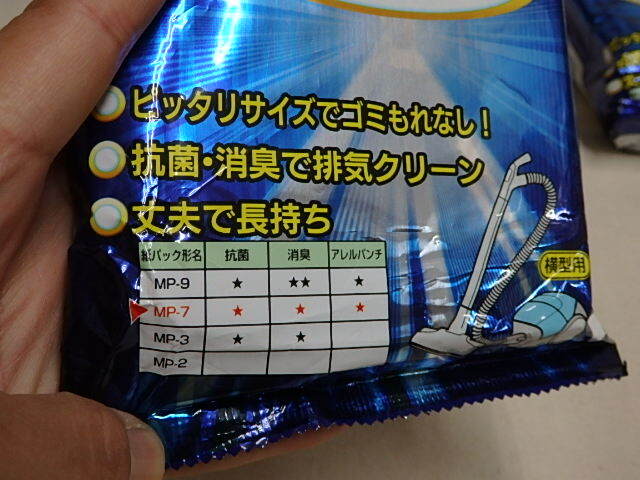 ピッタリサイズでゴミもれなし!
抗菌・消臭で排気クリーン
丈夫で長持ち
紙パック形名 抗菌 消臭 アレルパンチ
MP-9 ★ ★★ ★
MP-7 ★ ★ ★
MP-3 ★ ★
MP-2
横型用